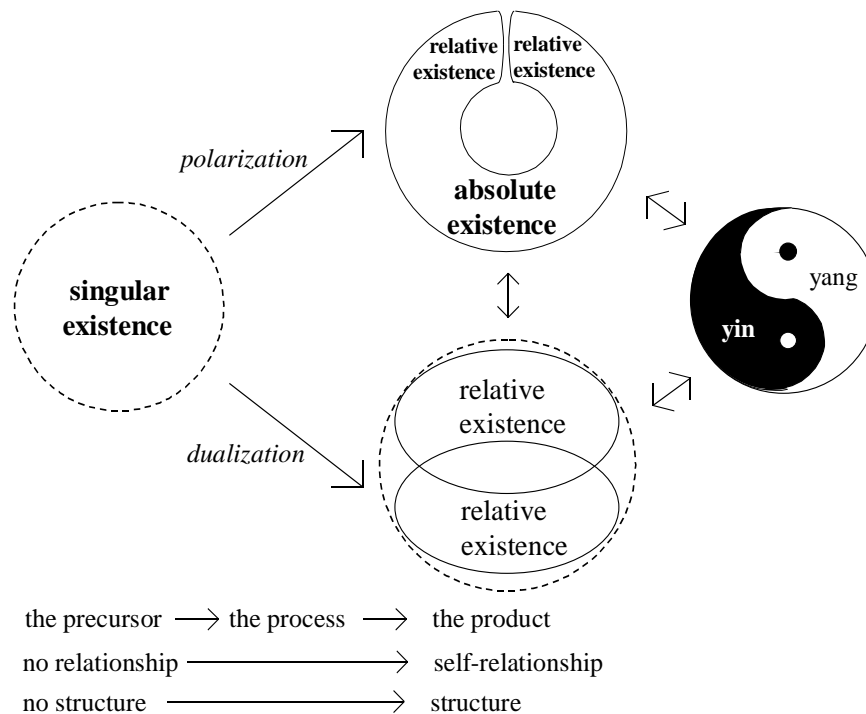 relative relative
existence existence
polarization
absolute
existence
singular
existence
yang
yin
relative
existence
dualization
relative
existence
the precursor → the process → the product
no relationship → self-relationship
no structure → structure